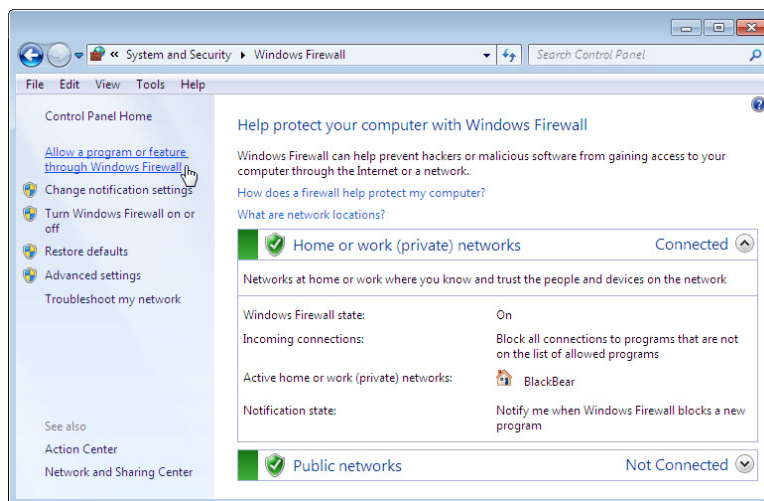 « System and Security ▸ Windows Firewall
Search Control Panel
File Edit View Tools Help
Control Panel Home
Allow a program or feature
through Windows Firewall
Change notification settings
Turn Windows Firewall on or
off
Restore defaults
Advanced settings
Troubleshoot my network
See also
Action Center
Network and Sharing Center
Help protect your computer with Windows Firewall
Windows Firewall can help prevent hackers or malicious software from gaining access to your
computer through the Internet or a network.
How does a firewall help protect my computer?
What are network locations?
Home or work (private) networks Connected
Networks at home or work where you know and trust the people and devices on the network
Windows Firewall state: On
Incoming connections: Block all connections to programs that are not
on the list of allowed programs
Active home or work (private) networks: BlackBear
Notification state: Notify me when Windows Firewall blocks a new
program
Public networks Not Connected